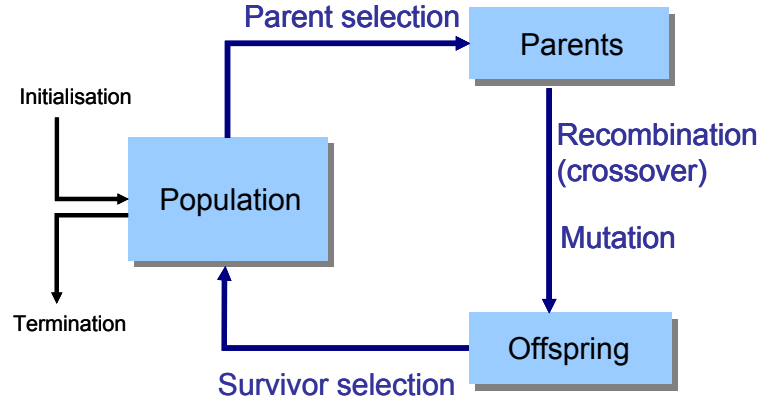 Parent selection
Parents
Initialisation
Recombination
(crossover)
Population
Mutation
Termination
Offspring
Survivor selection